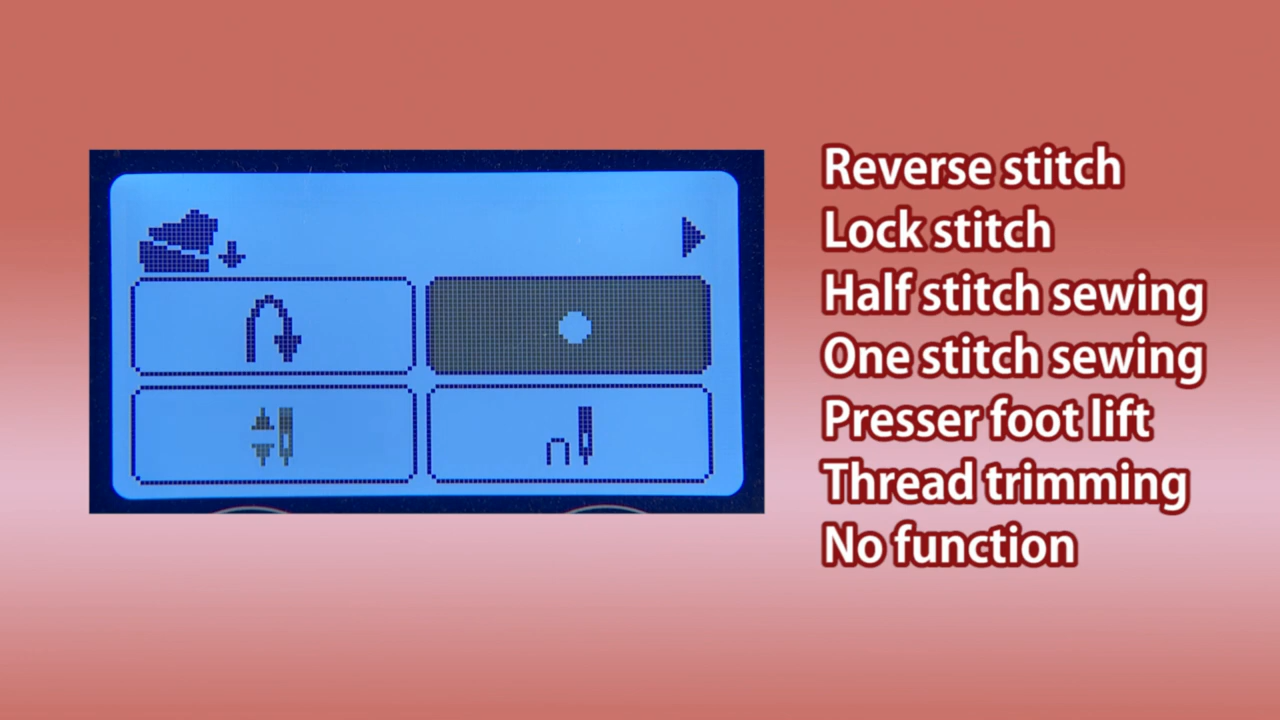 Reverse stitch
Lock stitch
Half stitch sewing
One stitch sewing
Presser foot lift
Thread trimming
No function